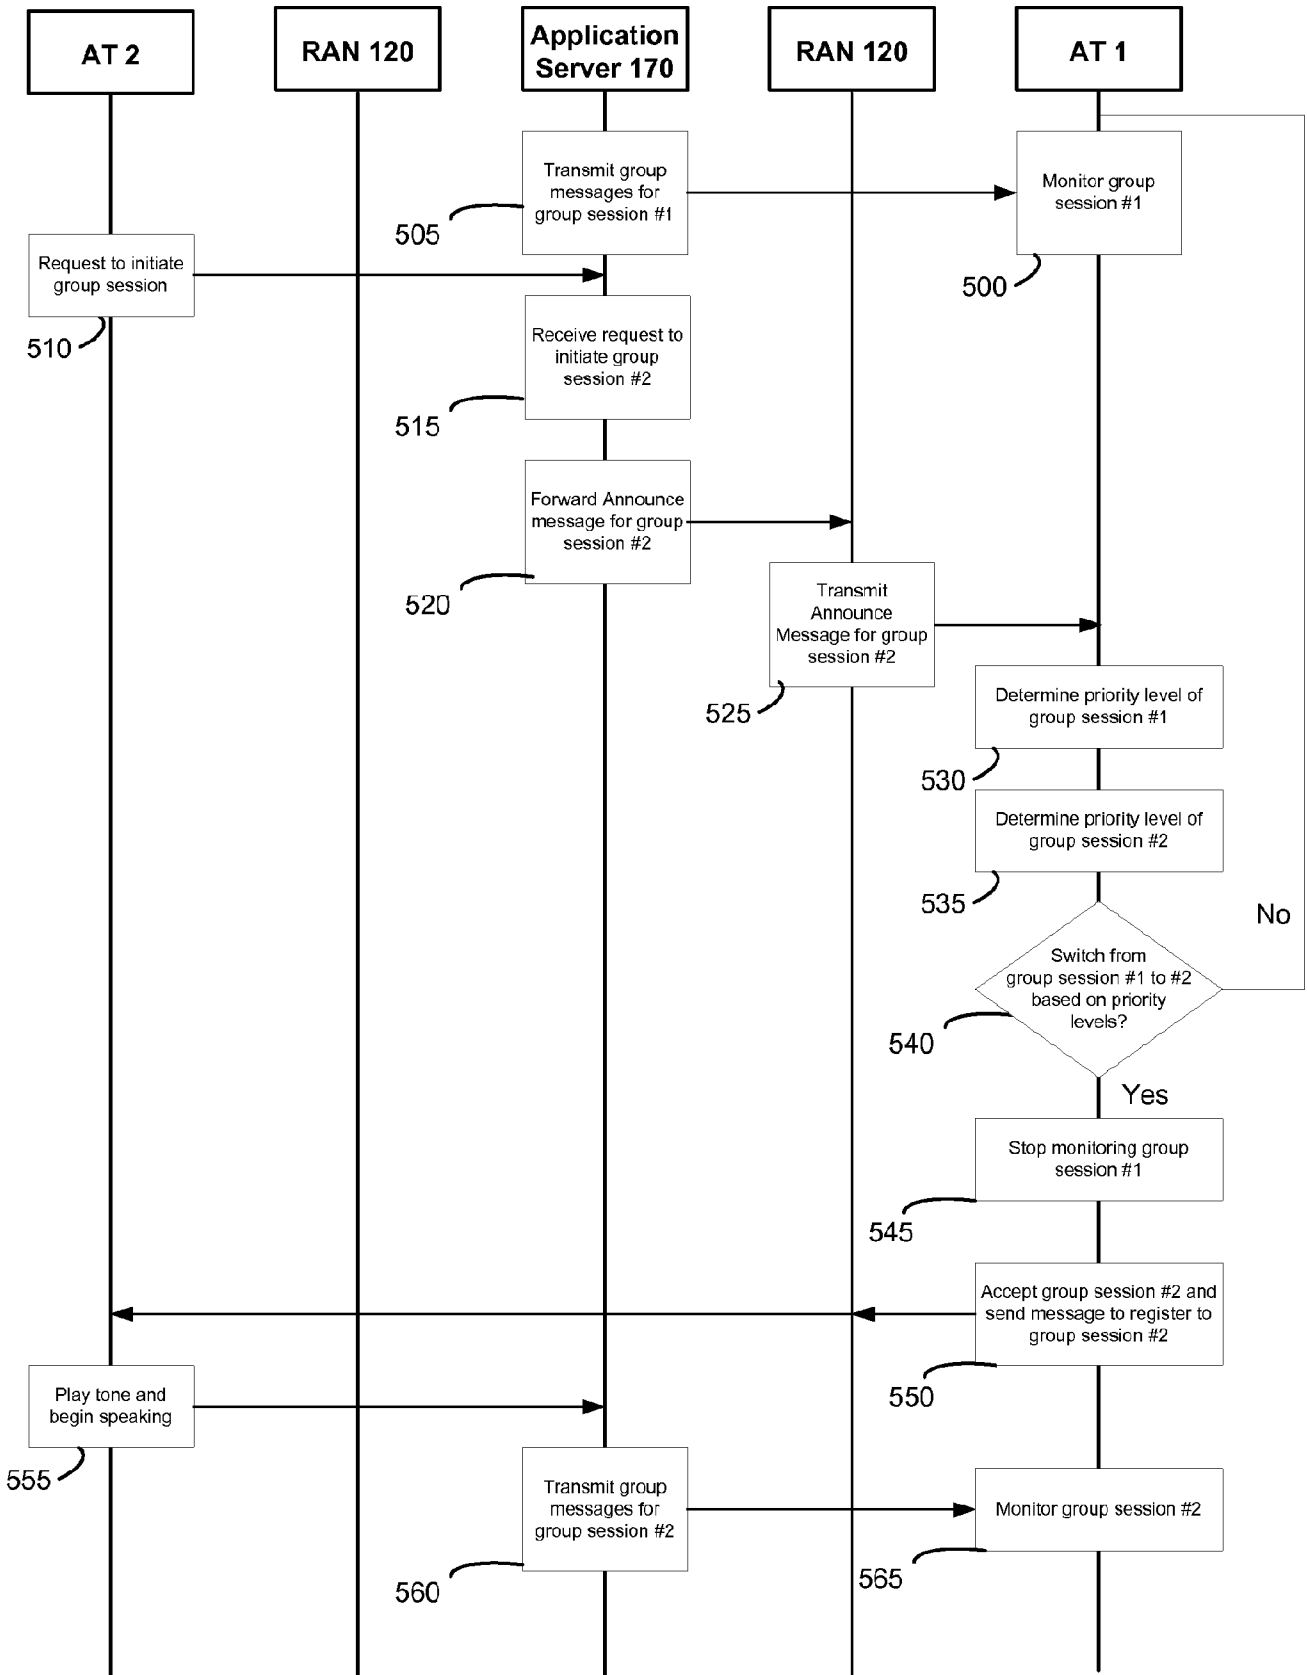 AT 2
RAN 120
Application
Server 170
RAN 120
AT 1
Transmit group
messages for
group session #1
505
Monitor group
session #1
500
Request to initiate
group session
510
Receive request to
initiate group
session #2
515
Forward Announce
message for group
session #2
520
Transmit
Announce
Message for group
session #2
525
Determine priority level of
group session #1
530
Determine priority level of
group session #2
535
No
Switch from
group session #1 to #2
based on priority
levels?
540
Yes
Stop monitoring group
session #1
545
Accept group session #2 and
send message to register to
group session #2
550
Play tone and
begin speaking
555
Transmit group
messages for
group session #2
560
Monitor group session #2
565